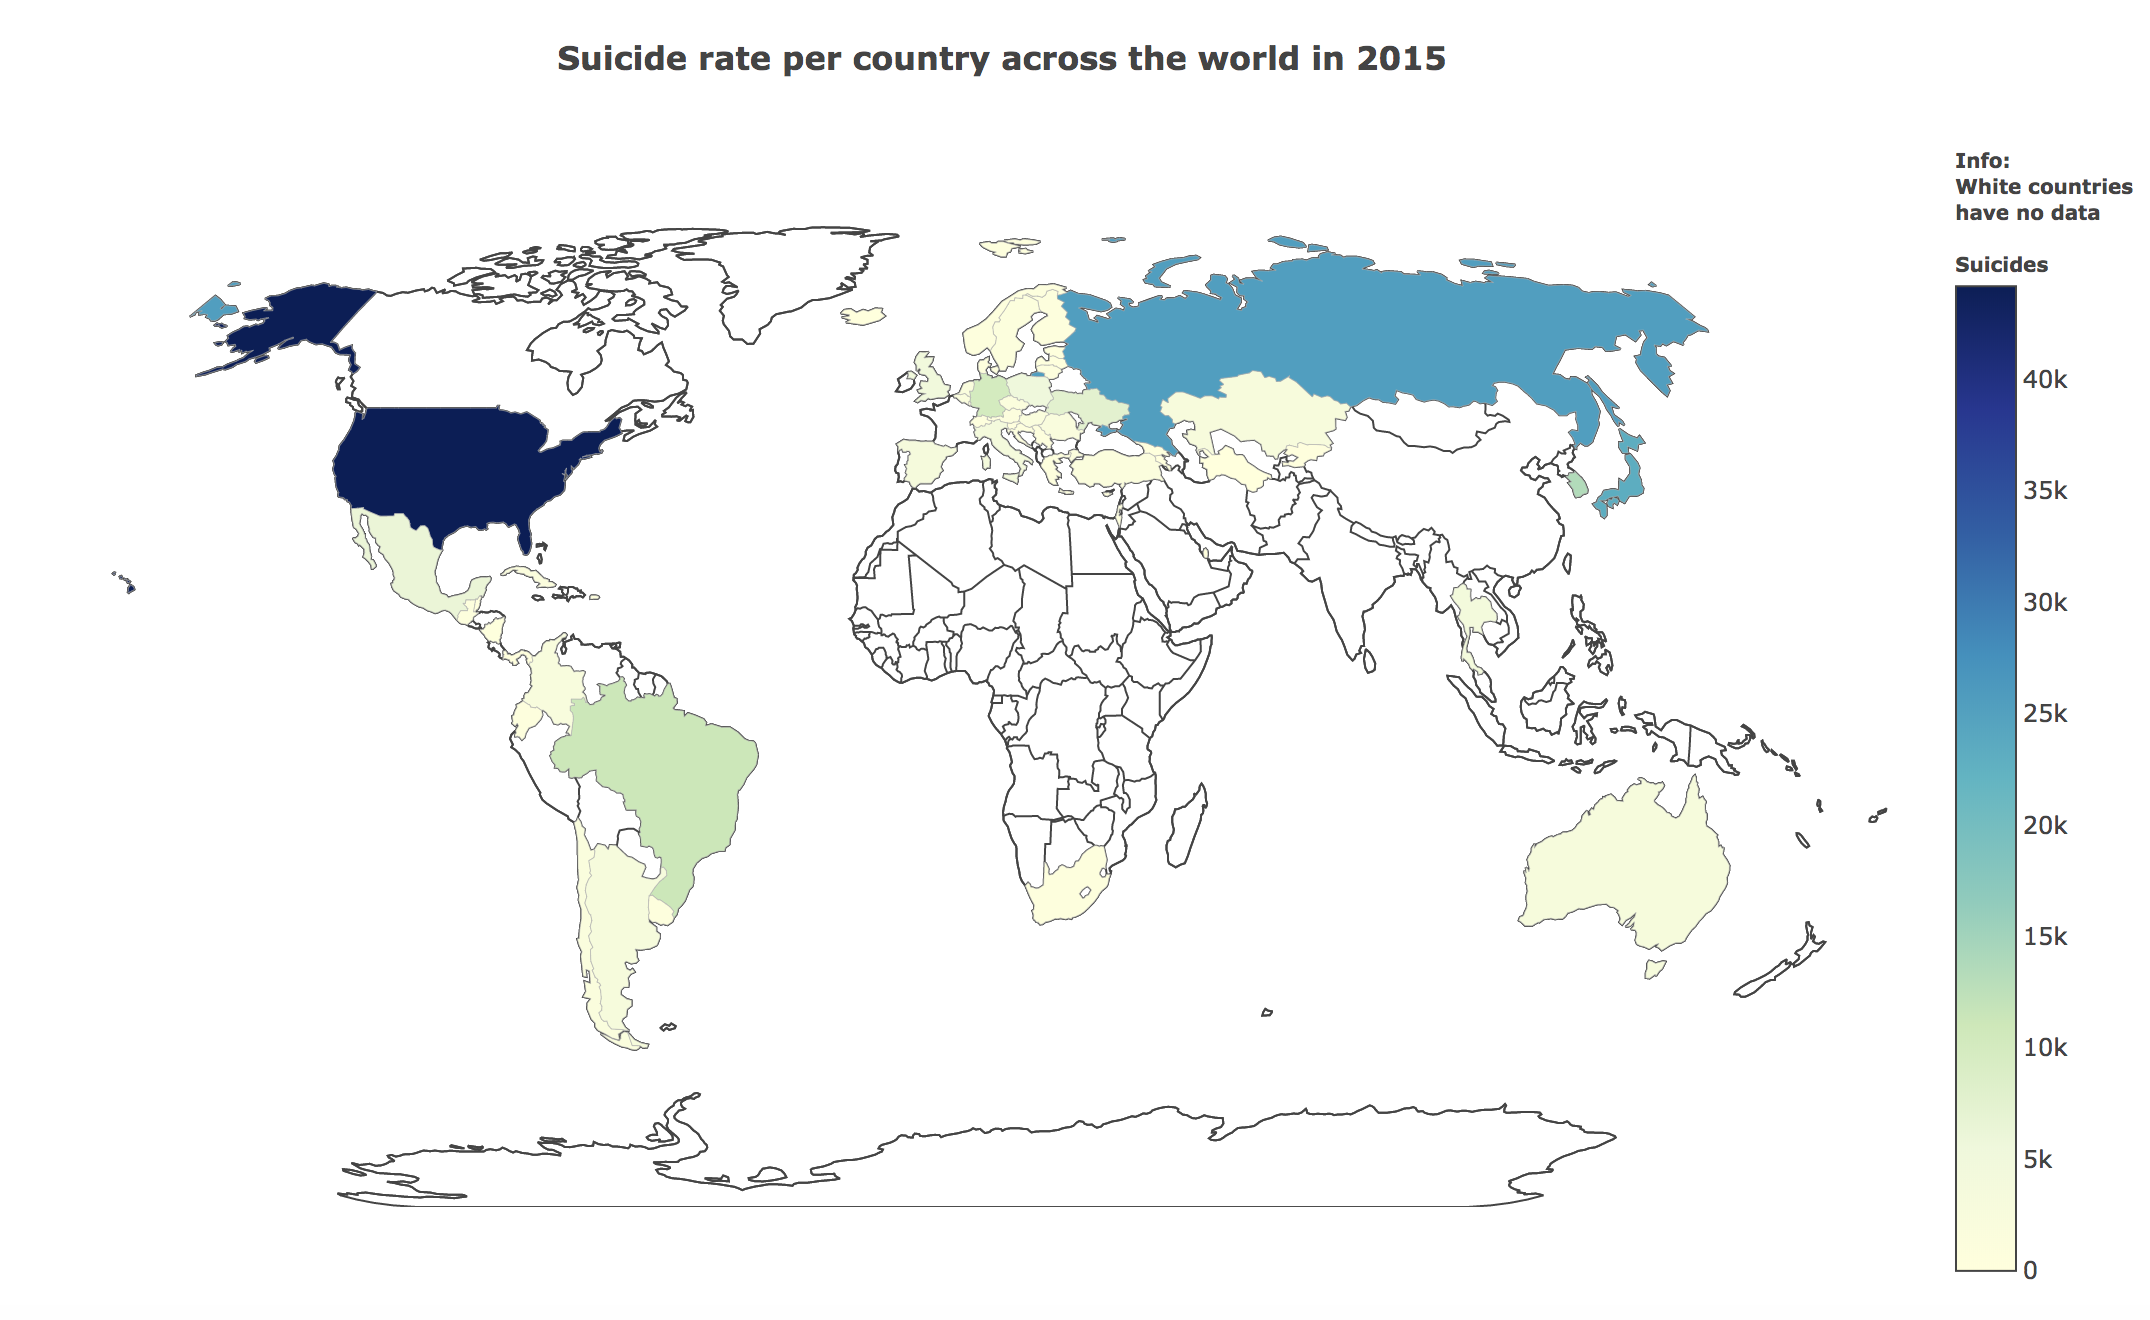 Suicide rate per country across the world in 2015
Info:
White countries
have no data
Suicides
40k
35k
30k
25k
20k
15k
10k
5k
0